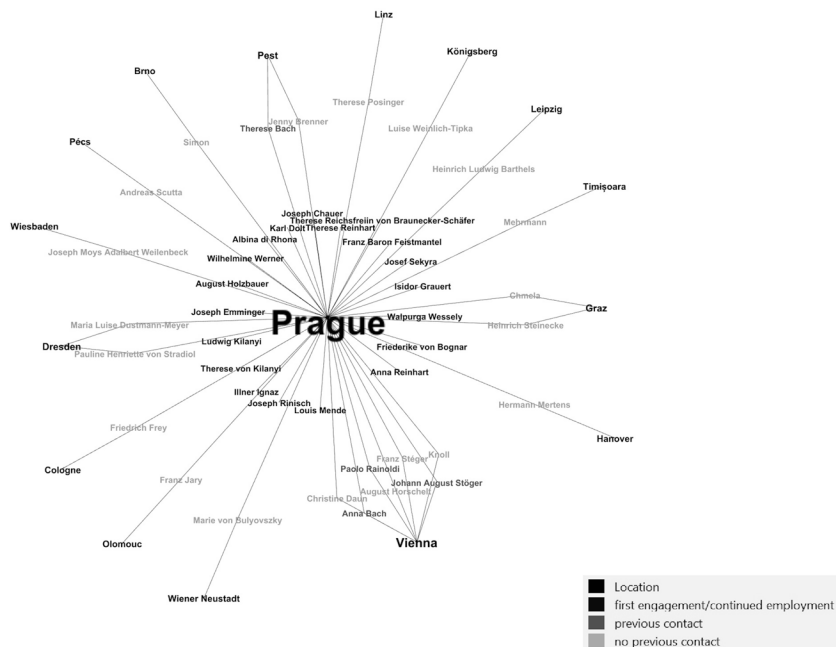 Linz
Königsberg
Pest
Brno
Therese Posinger
Leipzig
Jenny Brenner
Therese Bach
Luise Weinlich-Tipka
Pécs
Simon
Heinrich Ludwig Barthels
Timișoara
Andreas Scutta
Joseph Chauer
Therese Reichsfreiin von Braunecker-Schäfer
Mehrmann
Wiesbaden
Karl Dolt
Therese Reinhart
Albina di Rhona
Franz Baron Feistmantel
Joseph Moys Adalbert Weilenbeck
Wilhelmine Werner
Josef Sekyra
August Holzbauer
Isidor Grauert
Chmelz
Graz
Joseph Emminger
Walpurga Wessely
Prague
Maria Luise Dustmann-Meyer
Heinrich Steinecke
Ludwig Kilanyi
Dresden
Friederike von Bognar
Pauline Henriette von Stradiol
Therese von Kilanyi
Anna Reinhart
Illner Ignaz
Joseph Rinisch
Hermann Mertens
Louis Mende
Friedrich Frey
Hanover
Knoll
Franz Stéger
Cologne
Paolo Rainoldi
Franz Jary
Johann August Stöger
August Horschelt
Christine Daun
Anna Bach
Marie von Bulyovszky
Olomouc
Vienna
Wiener Neustadt
Location
first engagement/continued employment
previous contact
no previous contact